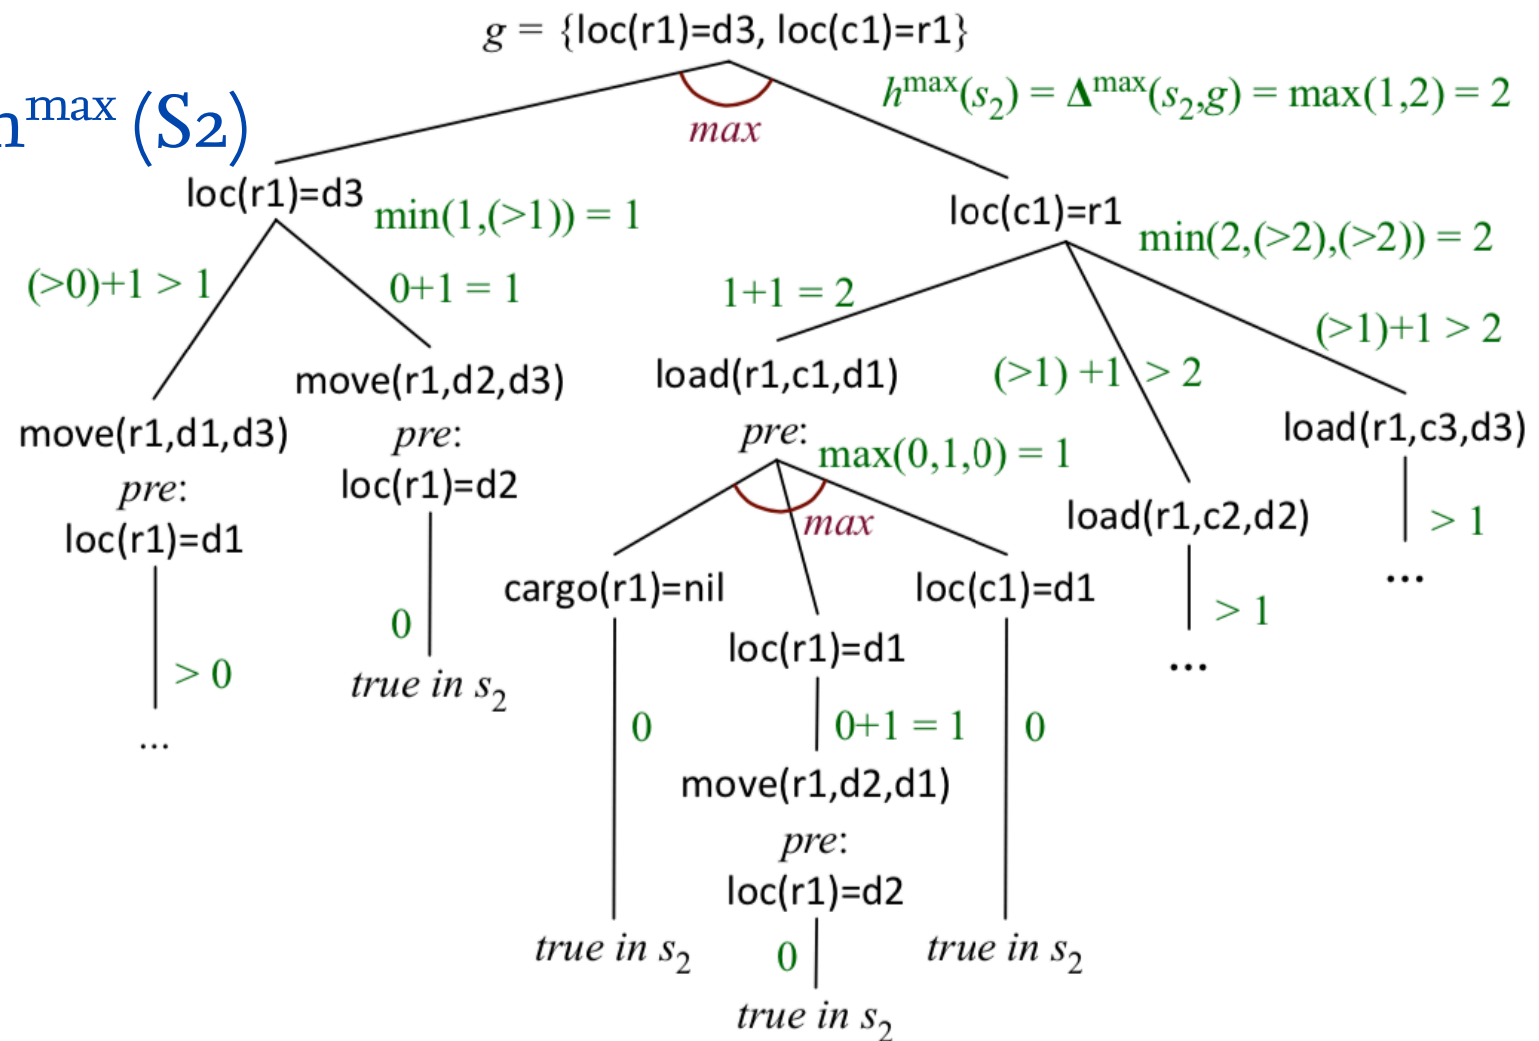 g = {loc(r1)=d3, loc(c1)=r1}
h^max(s₂) = Δ^max(s₂,g) = max(1,2) = 2
h^max (S2)
max
loc(r1)=d3
min(1,(>1)) = 1
loc(c1)=r1
min(2,(>2),(>2)) = 2
(>0)+1 > 1
0+1 = 1
1+1 = 2
(>1)+1 > 2
move(r1,d2,d3)
load(r1,c1,d1)
(>1) +1 > 2
move(r1,d1,d3)
pre:
pre:
max(0,1,0) = 1
load(r1,c3,d3)
pre:
loc(r1)=d2
max
load(r1,c2,d2)
> 1
loc(r1)=d1
cargo(r1)=nil
loc(c1)=d1
...
0
> 1
loc(r1)=d1
...
> 0
true in s₂
0
0+1 = 1
0
...
move(r1,d2,d1)
pre:
loc(r1)=d2
true in s₂
0
true in s₂
true in s₂